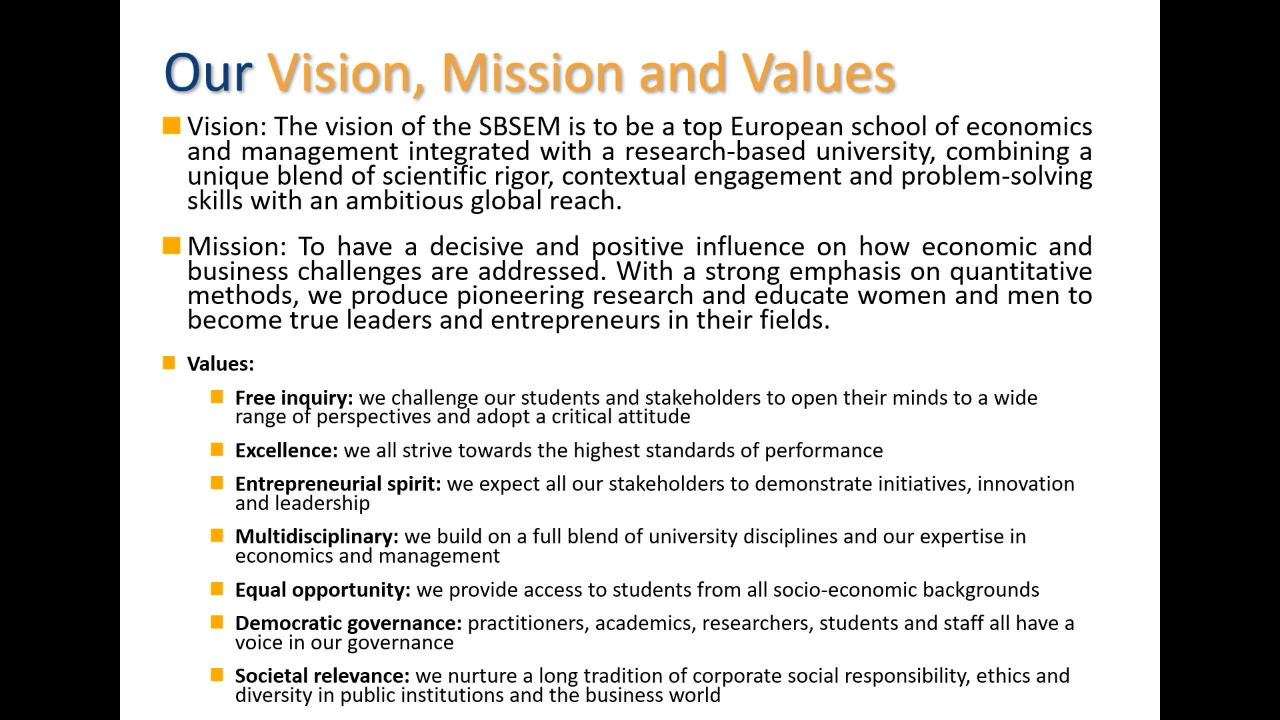 Our Vision, Mission and Values
Vision: The vision of the SBSEM is to be a top European school of economics
and management integrated with a research-based university, combining a
unique blend of scientific rigor, contextual engagement and problem-solving
skills with an ambitious global reach.
Mission: To have a decisive and positive influence on how economic and
business challenges are addressed. With a strong emphasis on quantitative
methods, we produce pioneering research and educate women and men to
become true leaders and entrepreneurs in their fields.
Values:
Free inquiry: we challenge our students and stakeholders to open their minds to a wide
range of perspectives and adopt a critical attitude
Excellence: we all strive towards the highest standards of performance
Entrepreneurial spirit: we expect all our stakeholders to demonstrate initiatives, innovation
and leadership
Multidisciplinary: we build on a full blend of university disciplines and our expertise in
economics and management
Equal opportunity: we provide access to students from all socio-economic backgrounds
Democratic governance: practitioners, academics, researchers, students and staff all have a
voice in our governance
Societal relevance: we nurture a long tradition of corporate social responsibility, ethics and
diversity in public institutions and the business world